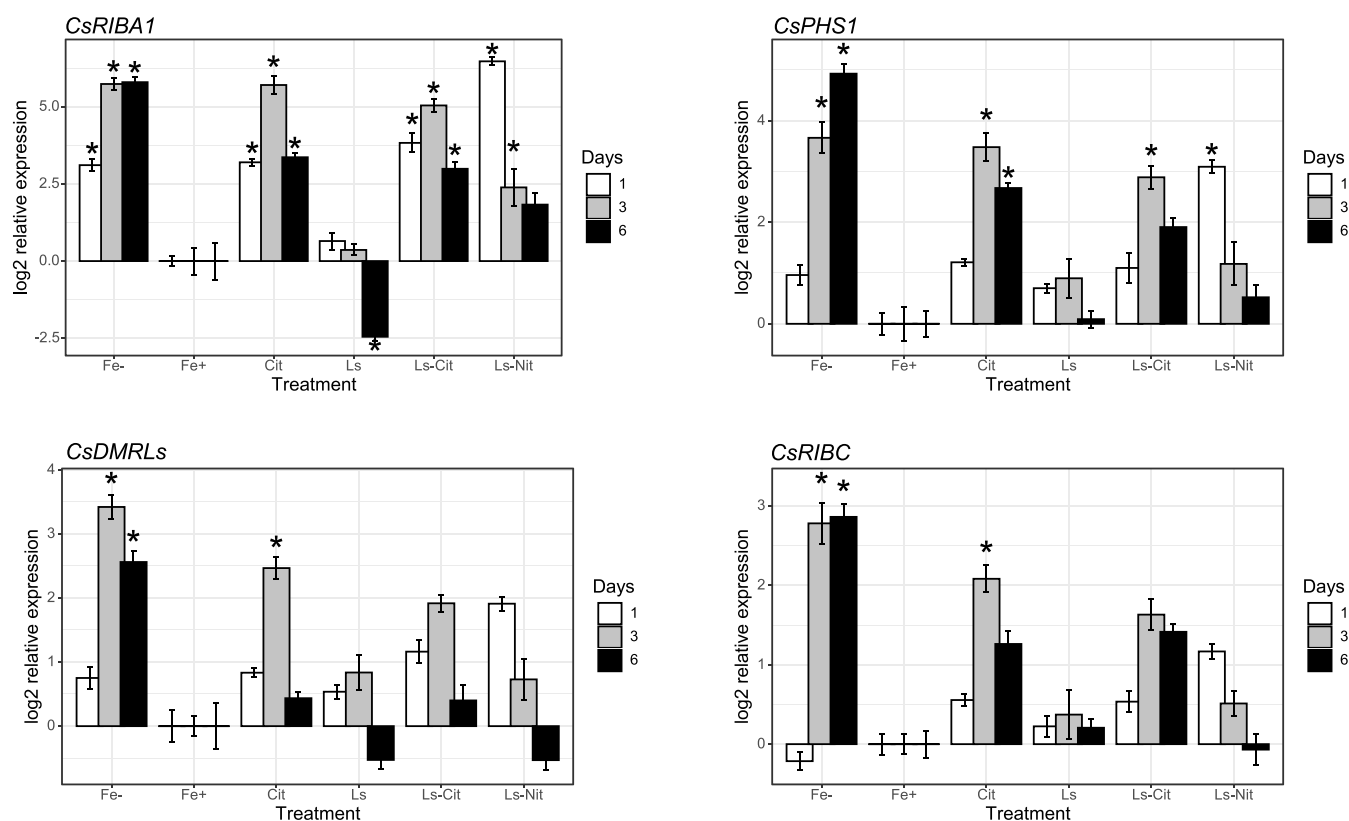 CsRIBA1
log2 relative expression
5.0
2.5
0.0
-2.5
* * * * * * * * * * * *
Fe- Fe+ Cit Ls Ls-Cit Ls-Nit
Treatment
Days
1
3
6
CsPHS1
log2 relative expression
4
2
0
* * * * * *
Fe- Fe+ Cit Ls Ls-Cit Ls-Nit
Treatment
Days
1
3
6
CsDMRLs
log2 relative expression
4
3
2
1
0
* * *
Fe- Fe+ Cit Ls Ls-Cit Ls-Nit
Treatment
Days
1
3
6
CsRIBC
log2 relative expression
3
2
1
0
* * *
Fe- Fe+ Cit Ls Ls-Cit Ls-Nit
Treatment
Days
1
3
6